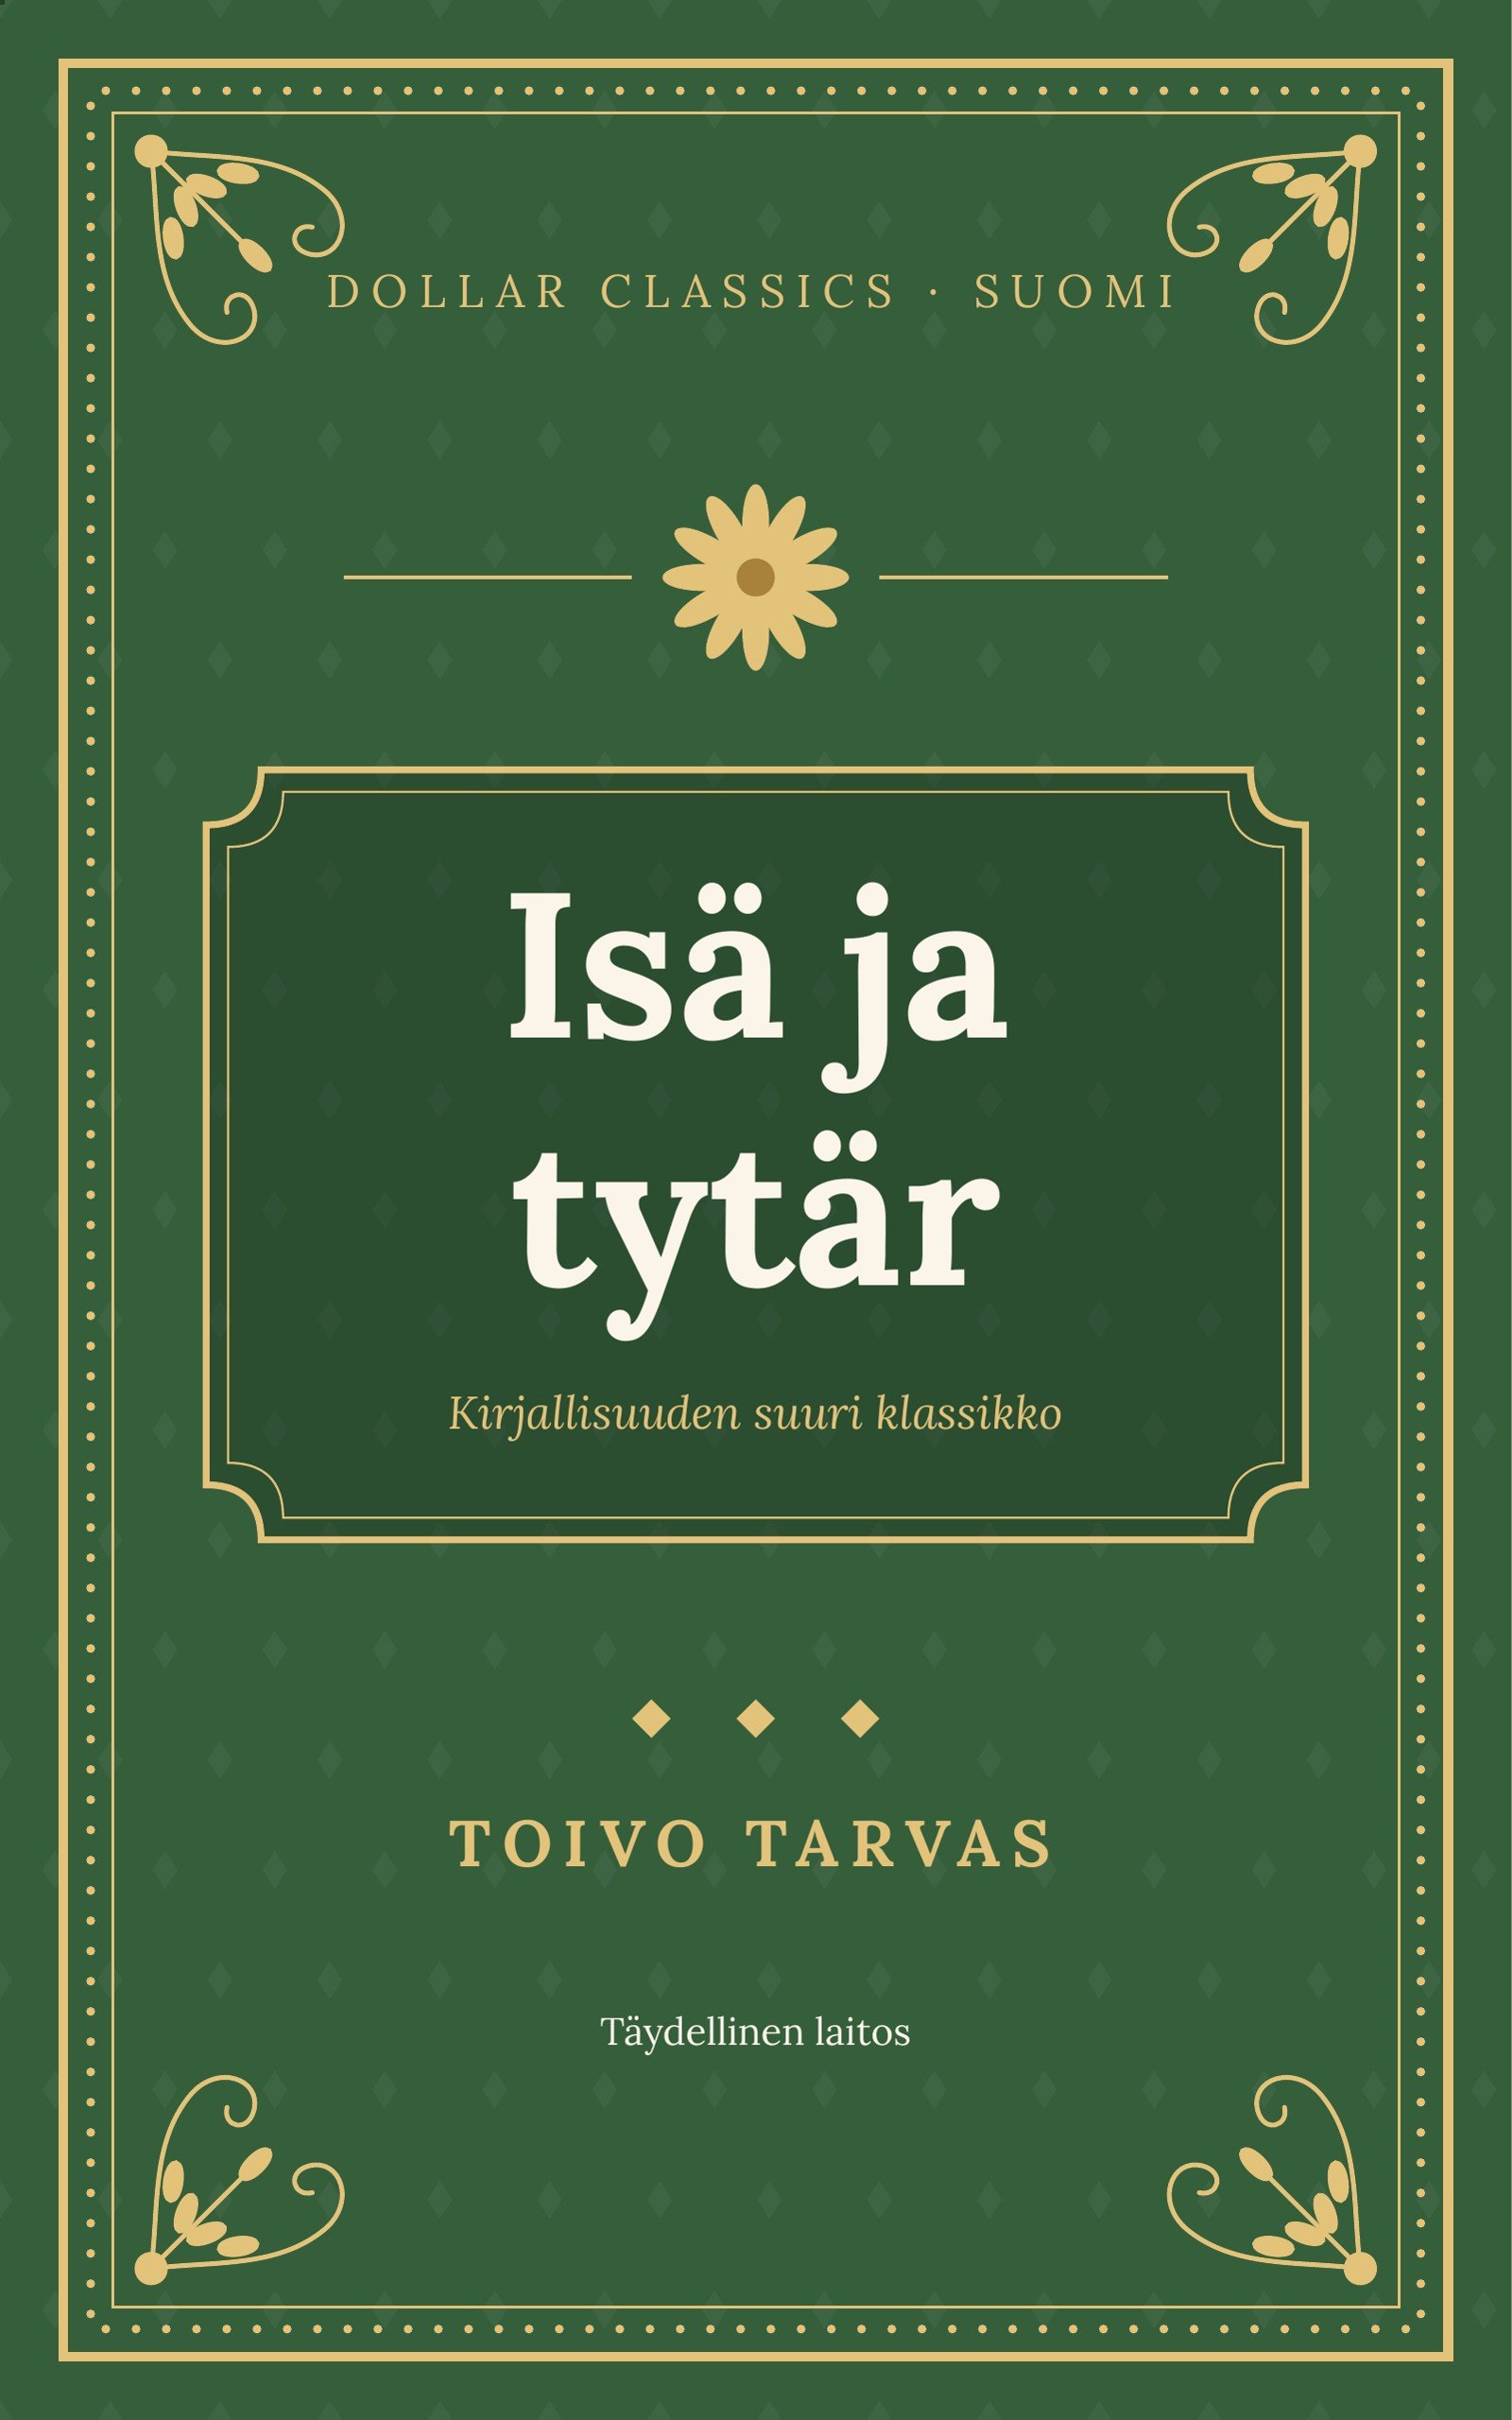 DOLLAR CLASSICS · SUOMI
Isä ja
tytär
Kirjallisuuden suuri klassikko
TOIVO TARVAS
Täydellinen laitos